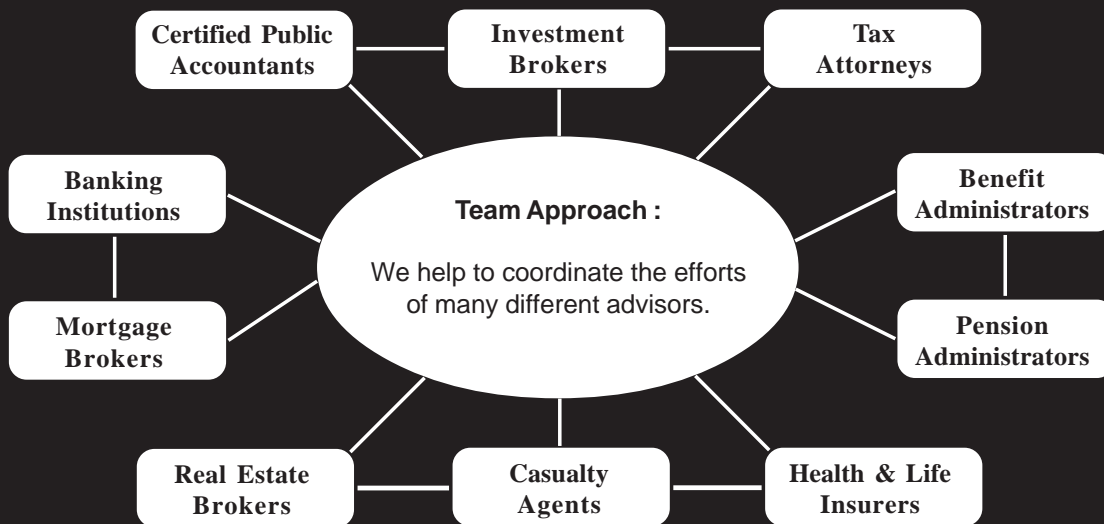 Certified Public
Accountants
Investment
Brokers
Tax
Attorneys
Banking
Institutions
Team Approach :
We help to coordinate the efforts
of many different advisors.
Benefit
Administrators
Mortgage
Brokers
Pension
Administrators
Real Estate
Brokers
Casualty
Agents
Health & Life
Insurers